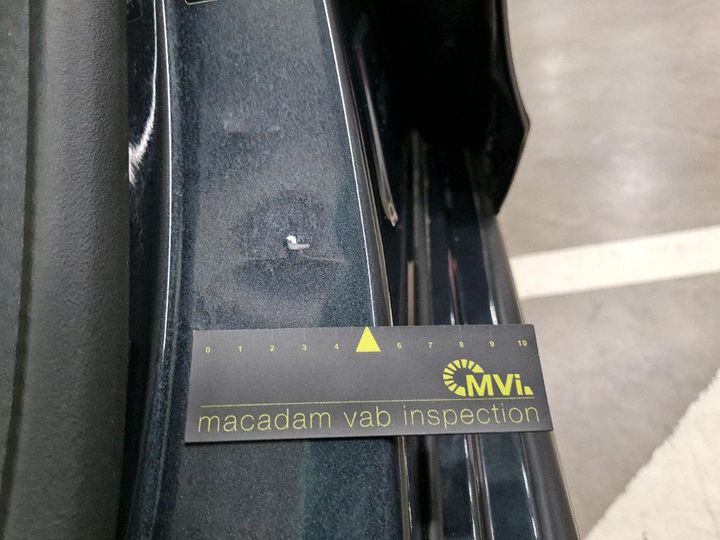 0 1 2 3 4 6 7 8 9 10
MVi.
macadam vab inspection